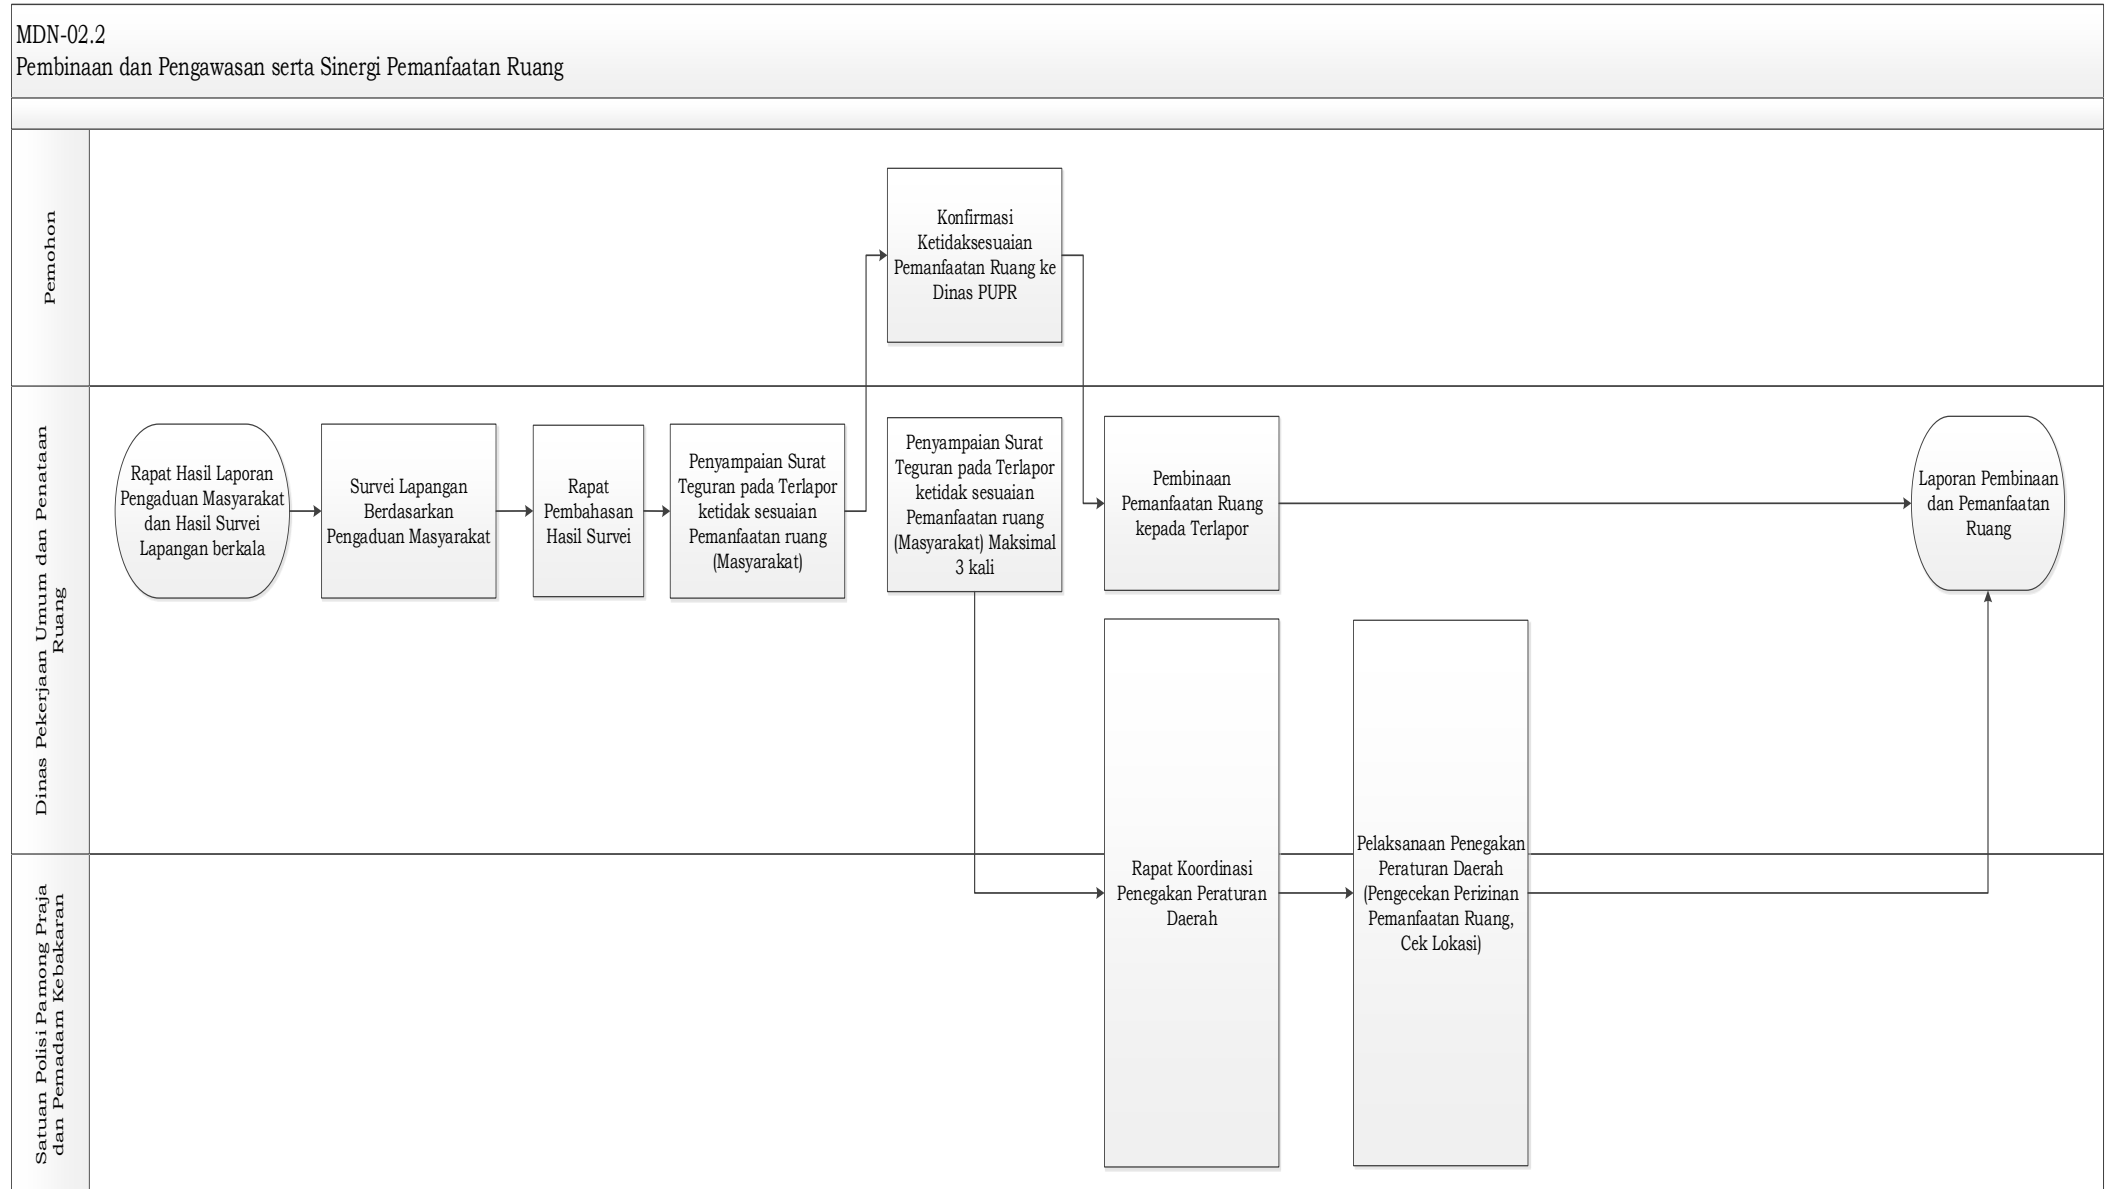 MDN-02.2
Pembinaan dan Pengawasan serta Sinergi Pemanfaatan Ruang
Pemohon
Konfirmasi
Ketidaksesuaian
Pemanfaatan Ruang ke
Dinas PUPR
Dinas Pekerjaan Umum dan Penataan
Ruang
Rapat Hasil Laporan
Pengaduan Masyarakat
dan Hasil Survei
Lapangan berkala
Survei Lapangan
Berdasarkan
Pengaduan Masyarakat
Rapat
Pembahasan
Hasil Survei
Penyampaian Surat
Teguran pada Terlapor
ketidak sesuaian
Pemanfaatan ruang
(Masyarakat)
Penyampaian Surat
Teguran pada Terlapor
ketidak sesuaian
Pemanfaatan ruang
(Masyarakat) Maksimal
3 kali
Pembinaan
Pemanfaatan Ruang
kepada Terlapor
Laporan Pembinaan
dan Pemanfaatan
Ruang
Satuan Polisi Pamong Praja
dan Pemadam Kebakaran
Rapat Koordinasi
Penegakan Peraturan
Daerah
Pelaksanaan Penegakan
Peraturan Daerah
(Pengecekan Perizinan
Pemanfaatan Ruang,
Cek Lokasi)